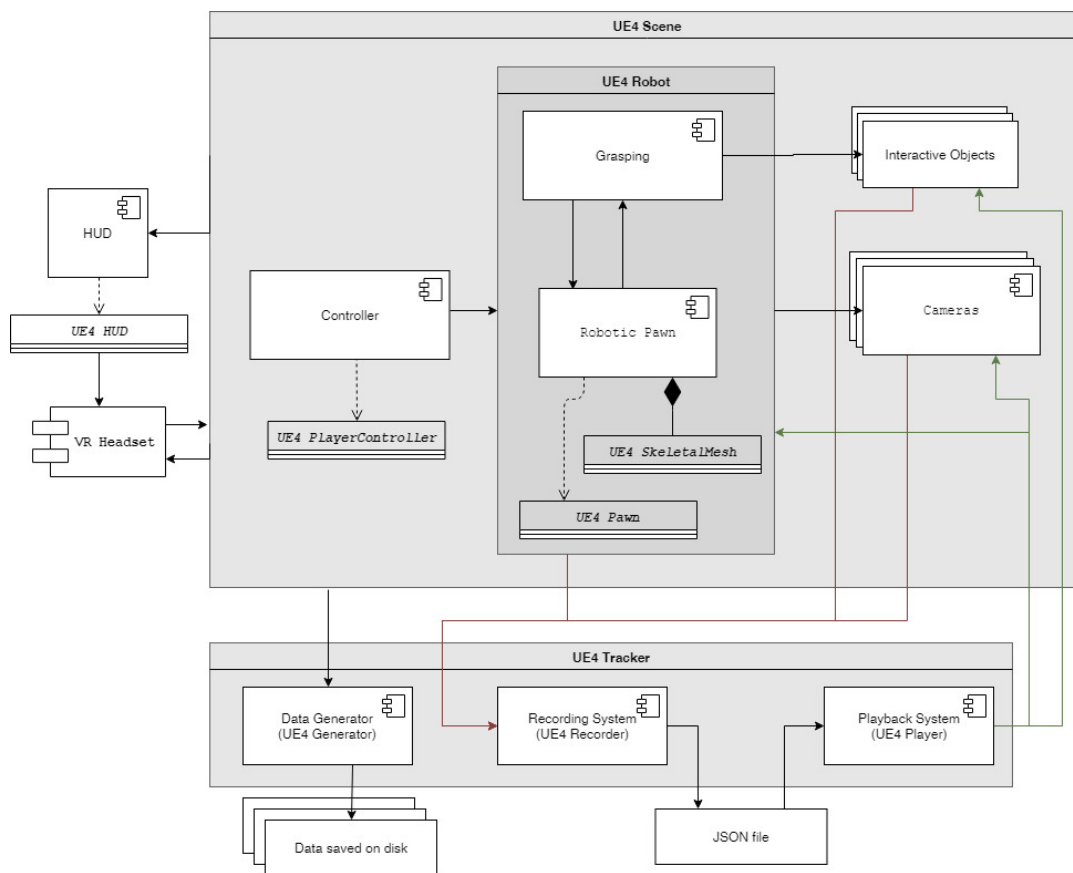 UE4 Scene
UE4 Robot
Grasping
Interactive Objects
HUD
UE4 HUD
Controller
Robotic Pawn
Cameras
VR Headset
UE4 PlayerController
UE4 SkeletalMesh
UE4 Pawn
UE4 Tracker
Data Generator
(UE4 Generator)
Recording System
(UE4 Recorder)
Playback System
(UE4 Player)
Data saved on disk
JSON file